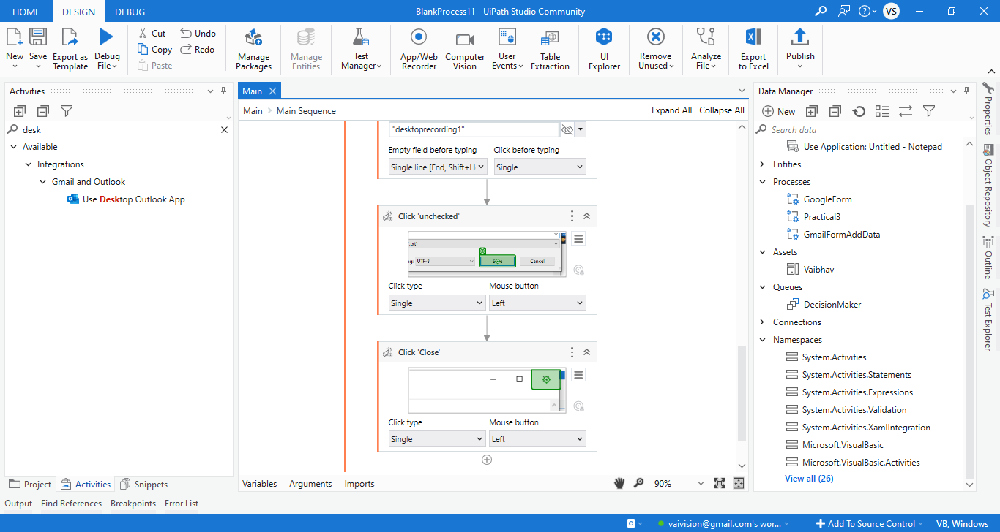 HOME DESIGN DEBUG BlankProcess11 - UiPath Studio Community VS
New Save Export as Template Debug File Cut Copy Paste Undo Redo Manage Packages Manage Entities Test Manager App/Web Recorder Computer Vision User Events Table Extraction UI Explorer Remove Unused Analyze File Export to Excel Publish
Activities
desk
Available
Integrations
Gmail and Outlook
Use Desktop Outlook App
Project Activities Snippets
Main
Main > Main Sequence Expand All Collapse All
"desktoprecording1"
Empty field before typing Click before typing
Single line [End, Shift+H Single
Click 'unchecked'
.txt)
UTF-8 Cancel
Click type Mouse button
Single Left
Click 'Close'
Click type Mouse button
Single Left
Variables Arguments Imports 90%
Data Manager
New
Search data
Use Application: Untitled - Notepad
Entities
Processes
GoogleForm
Practical3
GmailFormAddData
Assets
Vaibhav
Queues
DecisionMaker
Connections
Namespaces
System.Activities
System.Activities.Statements
System.Activities.Expressions
System.Activities.Validation
System.Activities.XamlIntegration
Microsoft.VisualBasic
Microsoft.VisualBasic.Activities
View all (26)
Properties
Object Repository
Outline
Test Explorer
Output Find References Breakpoints Error List
vaivision@gmail.com's wor... Add To Source Control VB, Windows